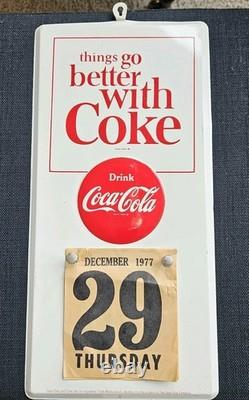 things go
better
with
Coke
Drink
Coca-Cola
DECEMBER 1977
29
THURSDAY